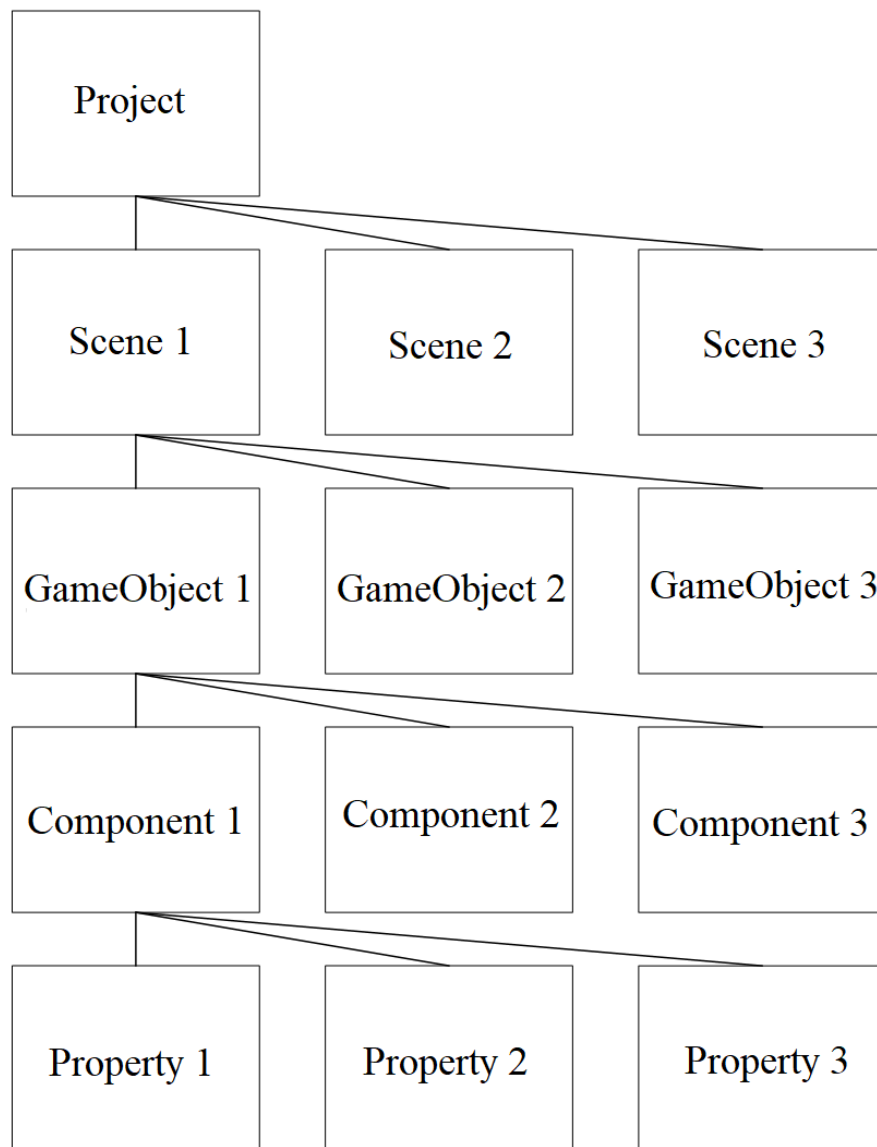 Project
Scene 1
Scene 2
Scene 3
GameObject 1
GameObject 2
GameObject 3
Component 1
Component 2
Component 3
Property 1
Property 2
Property 3